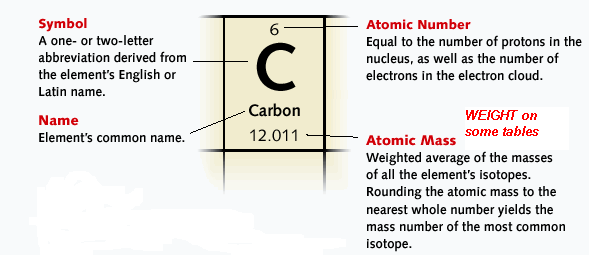 Symbol
A one- or two-letter
abbreviation derived from
the element's English or
Latin name.
Name
Element's common name.
6
C
Carbon
12.011
Atomic Number
Equal to the number of protons in the
nucleus, as well as the number of
electrons in the electron cloud.
WEIGHT on
some tables
Atomic Mass
Weighted average of the masses
of all the element's isotopes.
Rounding the atomic mass to the
nearest whole number yields the
mass number of the most common
isotope.